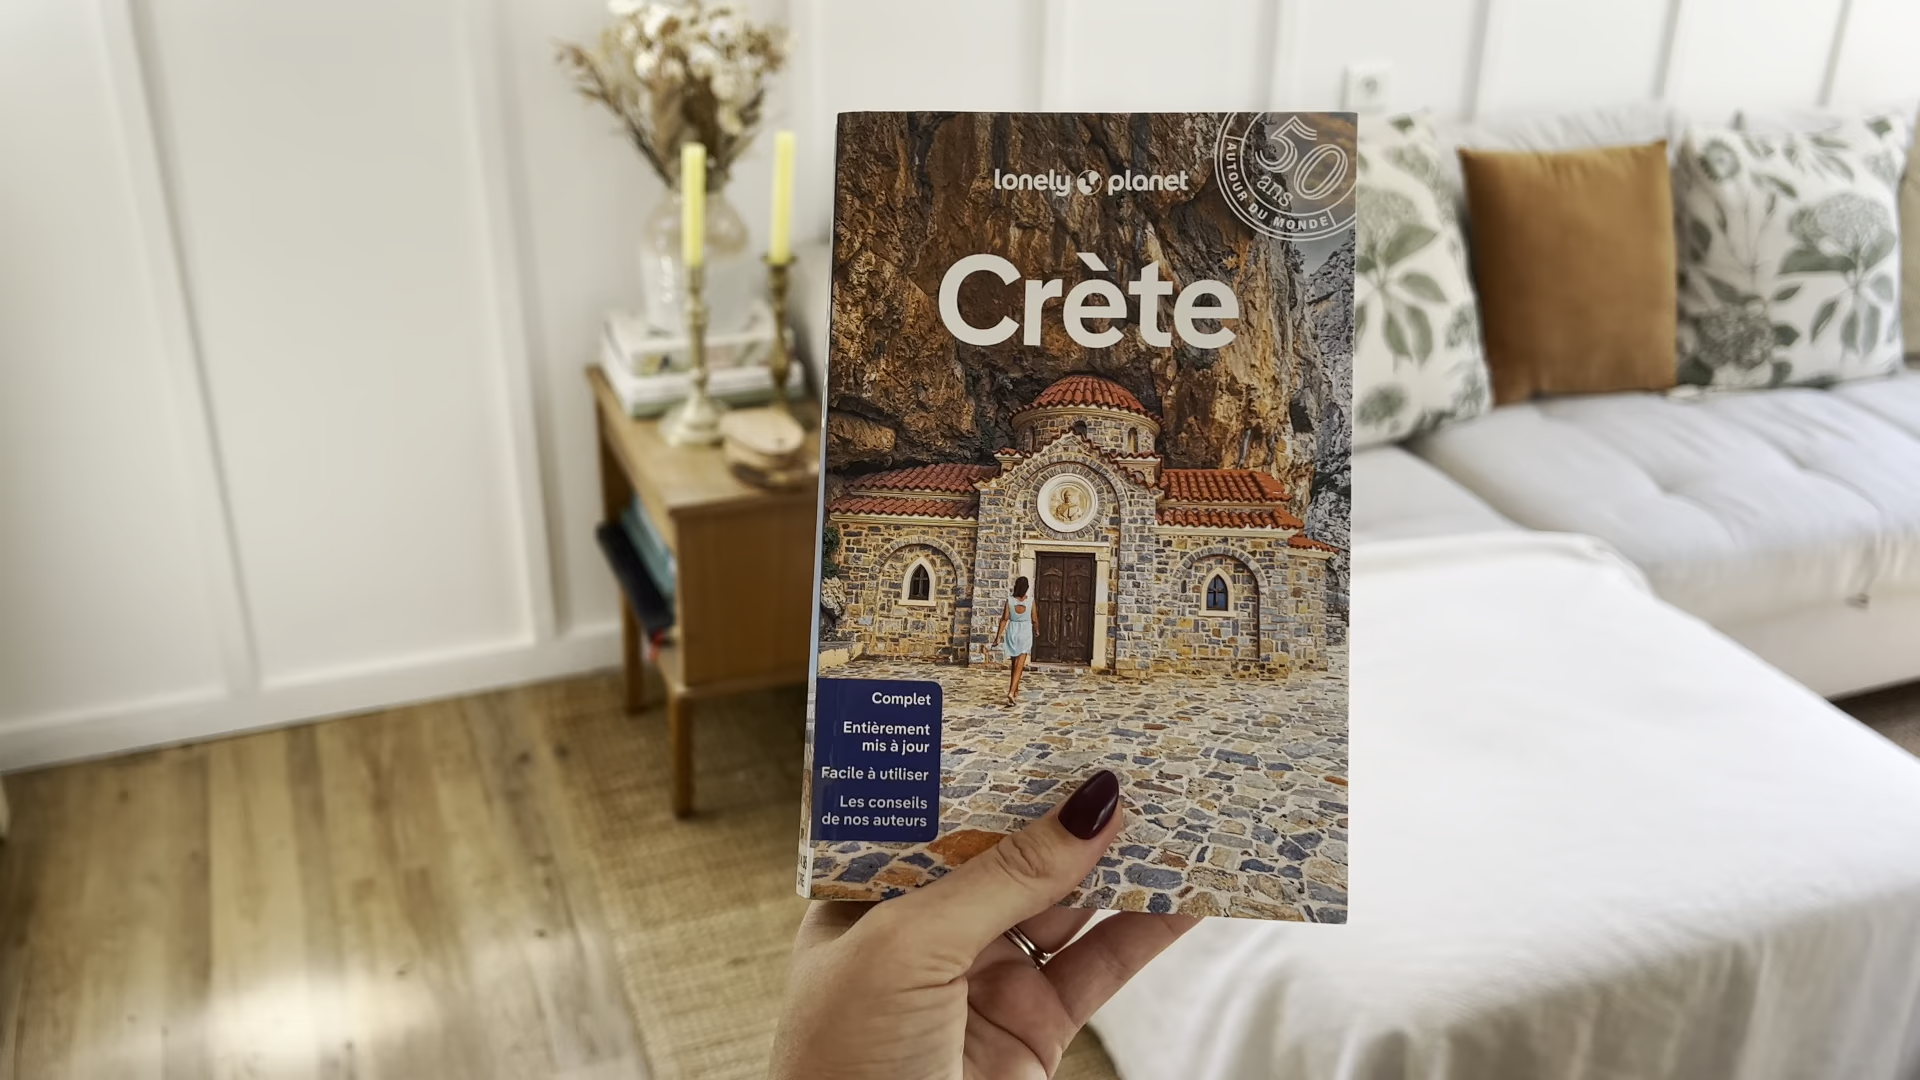 lonely planet
50
ans
AUTOUR DU MONDE
Crète
Complet
Entièrement
mis à jour
Facile à utiliser
Les conseils
de nos auteurs